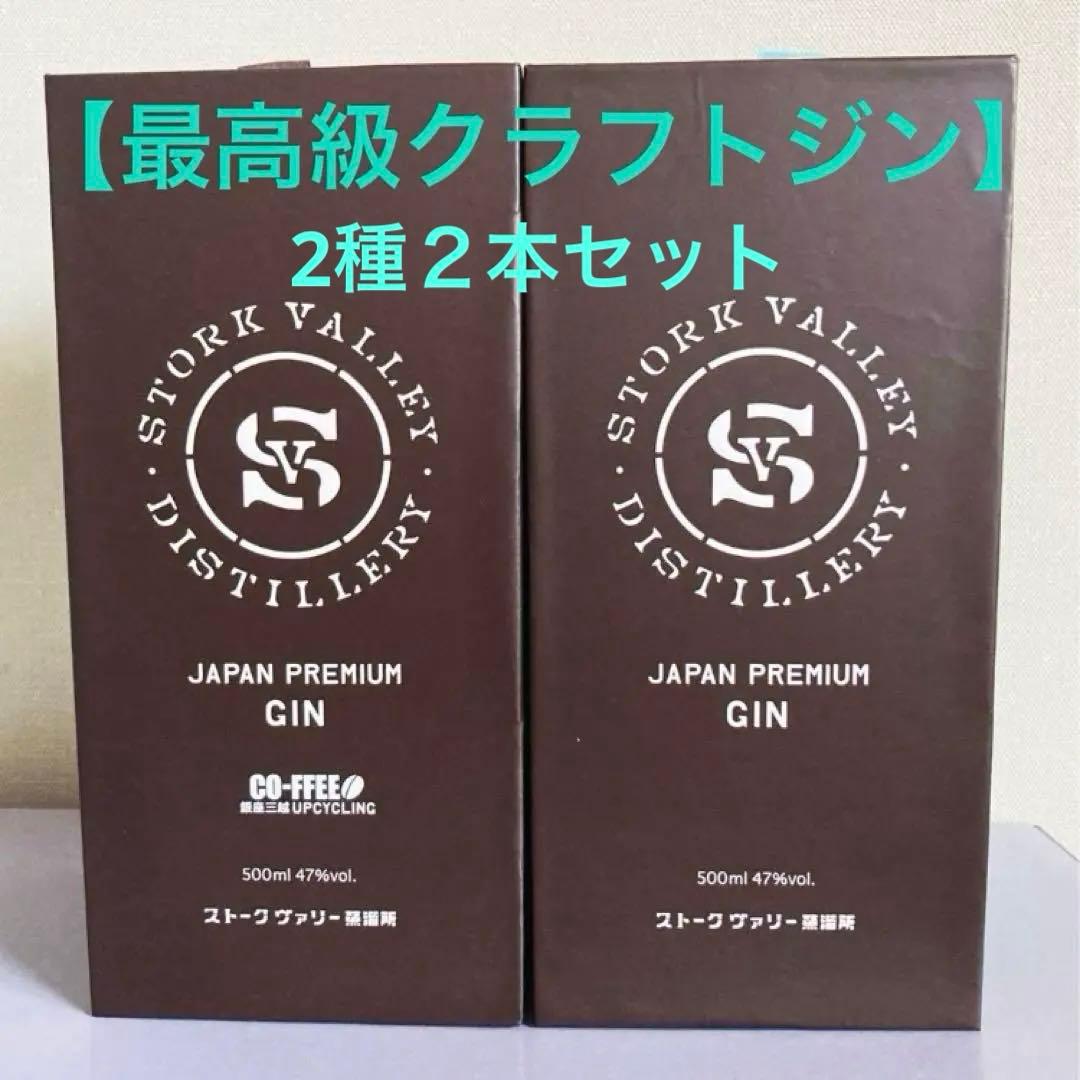 【最高級クラフトジン】
2種２本セット
STORK VALLEY
DISTILLERY
SV
JAPAN PREMIUM
GIN
CO-FFEE
銀座三越 UPCYCLING
500ml 47%vol.
ストーク ヴァリー 蒸溜所
STORK VALLEY
DISTILLERY
SV
JAPAN PREMIUM
GIN
500ml 47%vol.
ストーク ヴァリー 蒸溜所